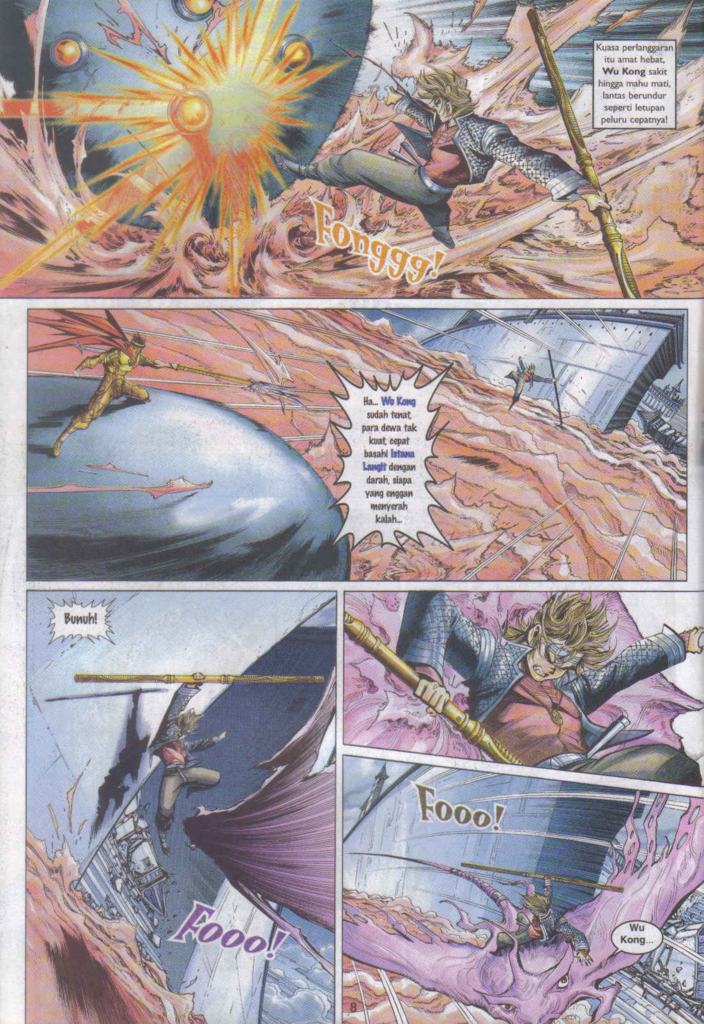 Kuasa perlanggaran
itu amat hebat,
Wu Kong sakit
hingga mahu mati,
lantas berundur
seperti letupan
peluru cepatnya!
Fonggg!
Ha... Wu Kong
sudah tenat,
para dewa tak
kuat, cepat
basahi Istana
Langit dengan
darah, siapa
yang enggan
menyerah
kalah...
Bunuh!
Fooo!
Fooo!
Wu
Kong...
8